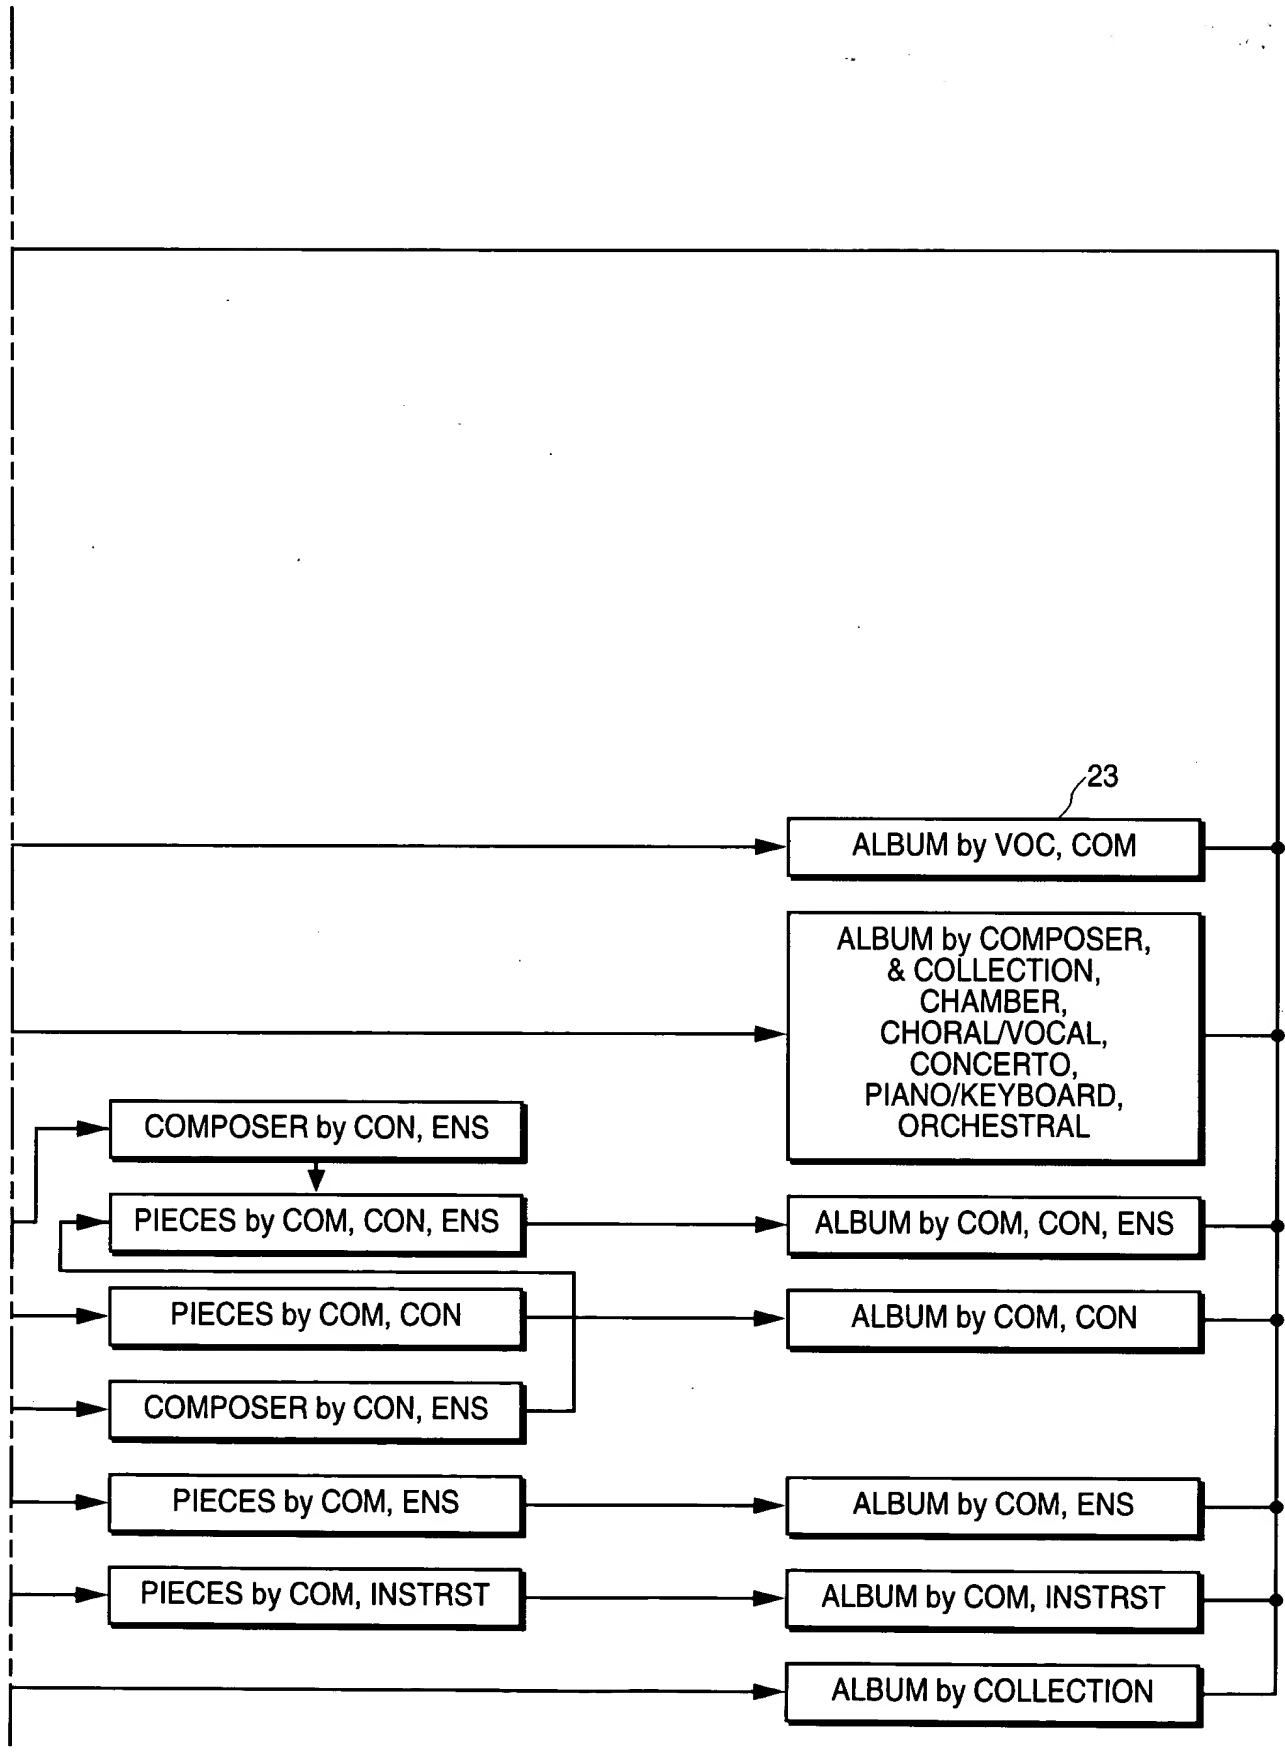 23
ALBUM by VOC, COM
ALBUM by COMPOSER,
& COLLECTION,
CHAMBER,
CHORAL/VOCAL,
CONCERTO,
PIANO/KEYBOARD,
ORCHESTRAL
COMPOSER by CON, ENS
PIECES by COM, CON, ENS
ALBUM by COM, CON, ENS
PIECES by COM, CON
ALBUM by COM, CON
COMPOSER by CON, ENS
PIECES by COM, ENS
ALBUM by COM, ENS
PIECES by COM, INSTRST
ALBUM by COM, INSTRST
ALBUM by COLLECTION